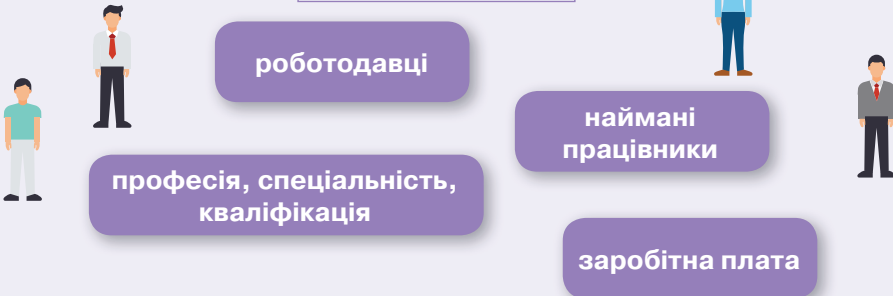 роботодавці
наймані
працівники
професія, спеціальність,
кваліфікація
заробітна плата